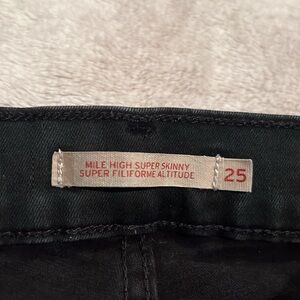 MILE HIGH SUPER SKINNY
SUPER FILIFORME ALTITUDE
25